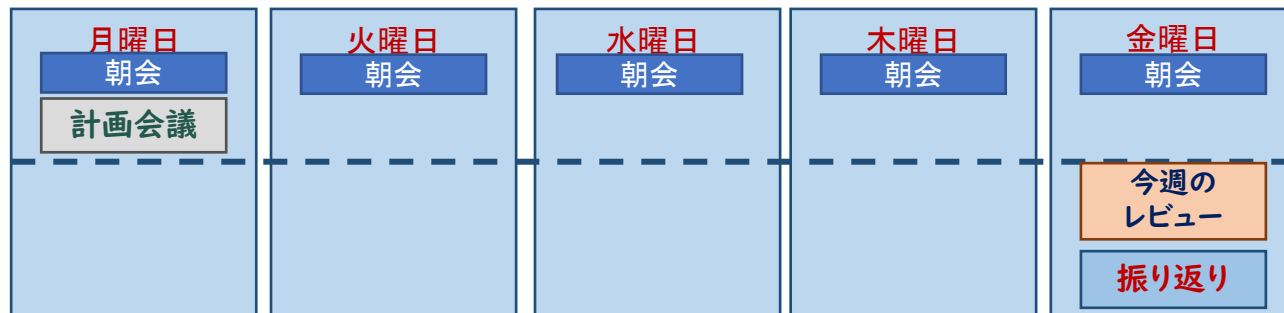 月曜日
朝会
計画会議
火曜日
朝会
水曜日
朝会
木曜日
朝会
金曜日
朝会
今週の
レビュー
振り返り